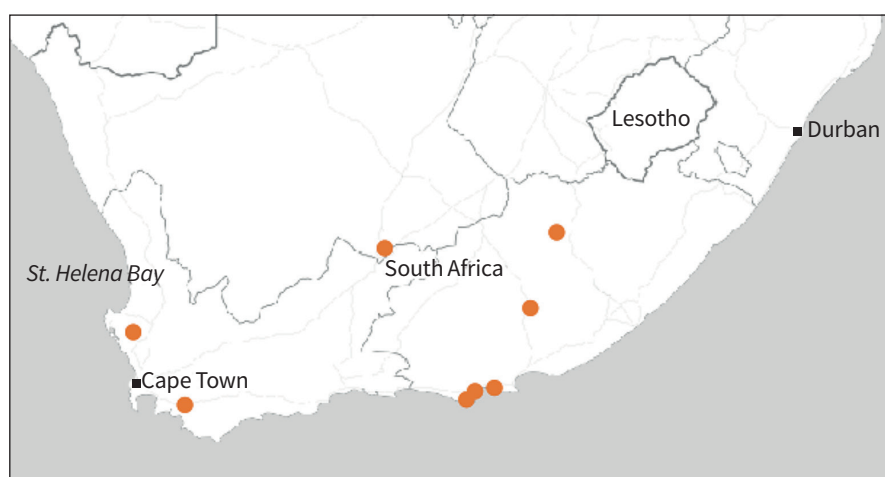 Lesotho
Durban
St. Helena Bay
South Africa
Cape Town